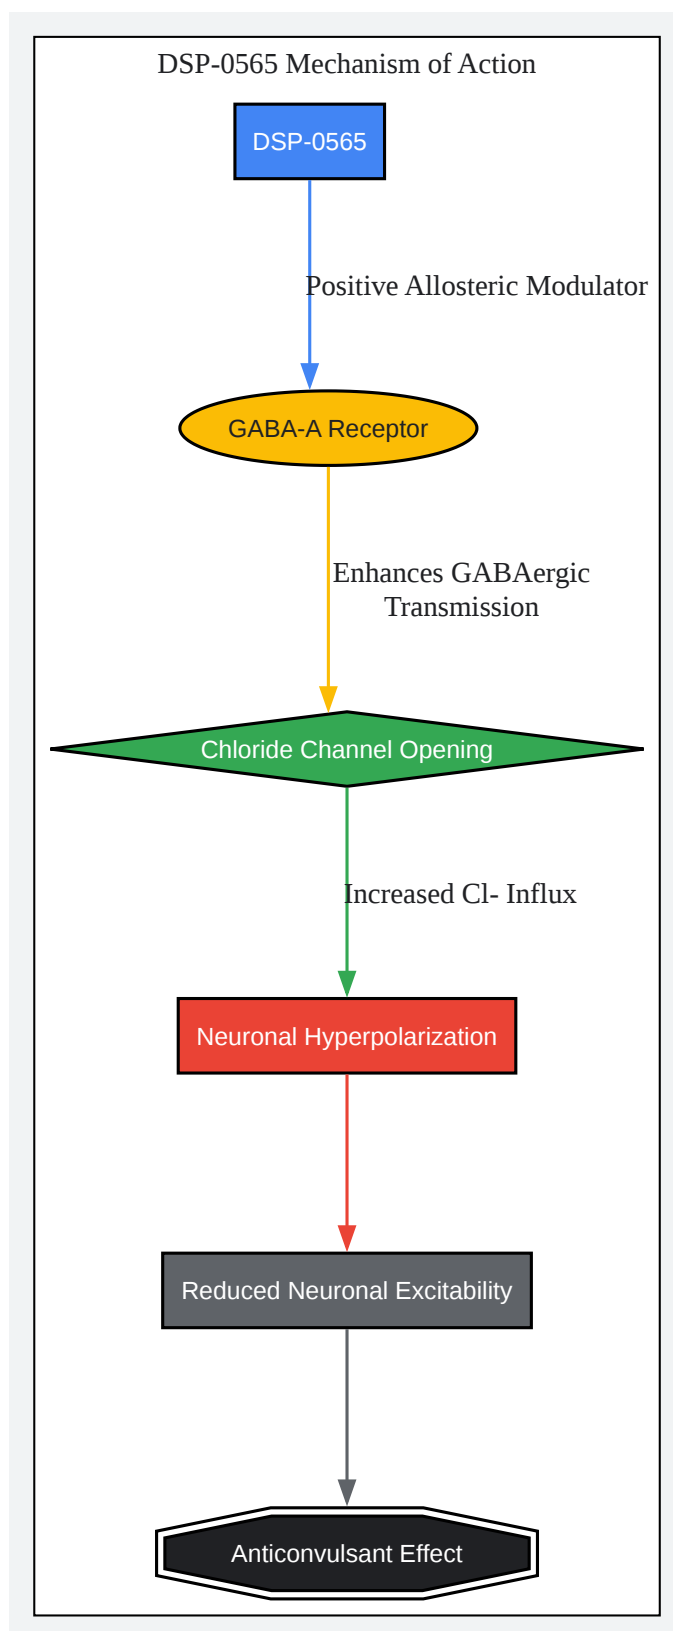 DSP-0565 Mechanism of Action
DSP-0565
Positive Allosteric Modulator
GABA-A Receptor
Enhances GABAergic
Transmission
Chloride Channel Opening
Increased Cl- Influx
Neuronal Hyperpolarization
Reduced Neuronal Excitability
Anticonvulsant Effect